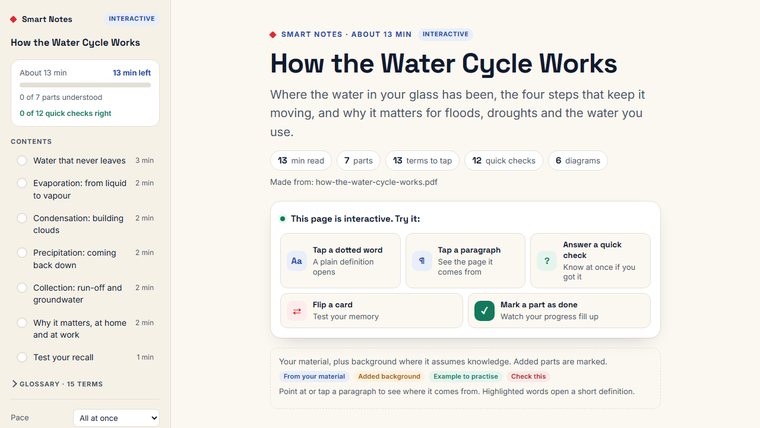 Smart Notes
INTERACTIVE
How the Water Cycle Works
About 13 min
13 min left
0 of 7 parts understood
0 of 12 quick checks right
CONTENTS
Water that never leaves 3 min
Evaporation: from liquid 2 min
to vapour
Condensation: building 2 min
clouds
Precipitation: coming 2 min
back down
Collection: run-off and 2 min
groundwater
Why it matters, at home 2 min
and at work
Test your recall 1 min
GLOSSARY · 15 TERMS
Pace All at once
SMART NOTES · ABOUT 13 MIN INTERACTIVE
How the Water Cycle Works
Where the water in your glass has been, the four steps that keep it
moving, and why it matters for floods, droughts and the water you
use.
13 min read 7 parts 13 terms to tap 12 quick checks 6 diagrams
Made from: how-the-water-cycle-works.pdf
This page is interactive. Try it:
Aa
Tap a dotted word
A plain definition
opens
¶
Tap a paragraph
See the page it
comes from
?
Answer a quick
check
Know at once if you
got it
⇄
Flip a card
Test your memory
✓
Mark a part as done
Watch your progress fill up
Your material, plus background where it assumes knowledge. Added parts are marked.
From your material Added background Example to practise Check this
Point at or tap a paragraph to see where it comes from. Highlighted words open a short definition.